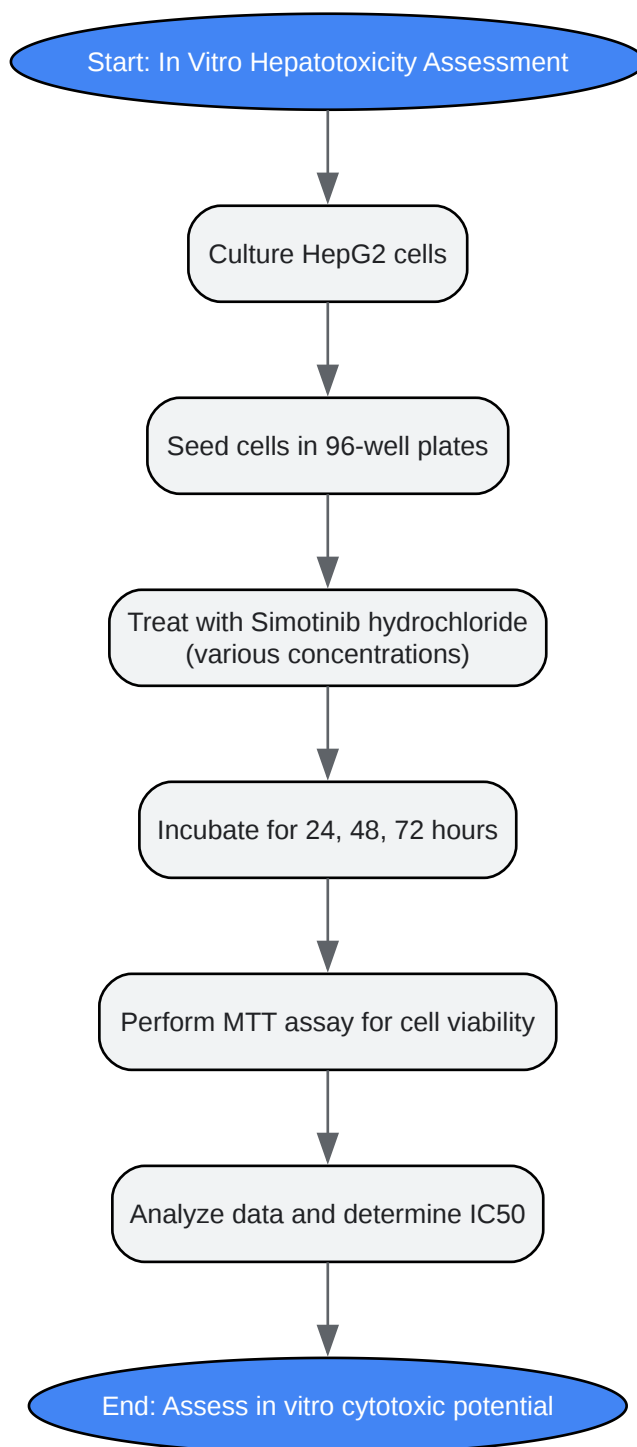 Start: In Vitro Hepatotoxicity Assessment
Culture HepG2 cells
Seed cells in 96-well plates
Treat with Simotinib hydrochloride
(various concentrations)
Incubate for 24, 48, 72 hours
Perform MTT assay for cell viability
Analyze data and determine IC50
End: Assess in vitro cytotoxic potential